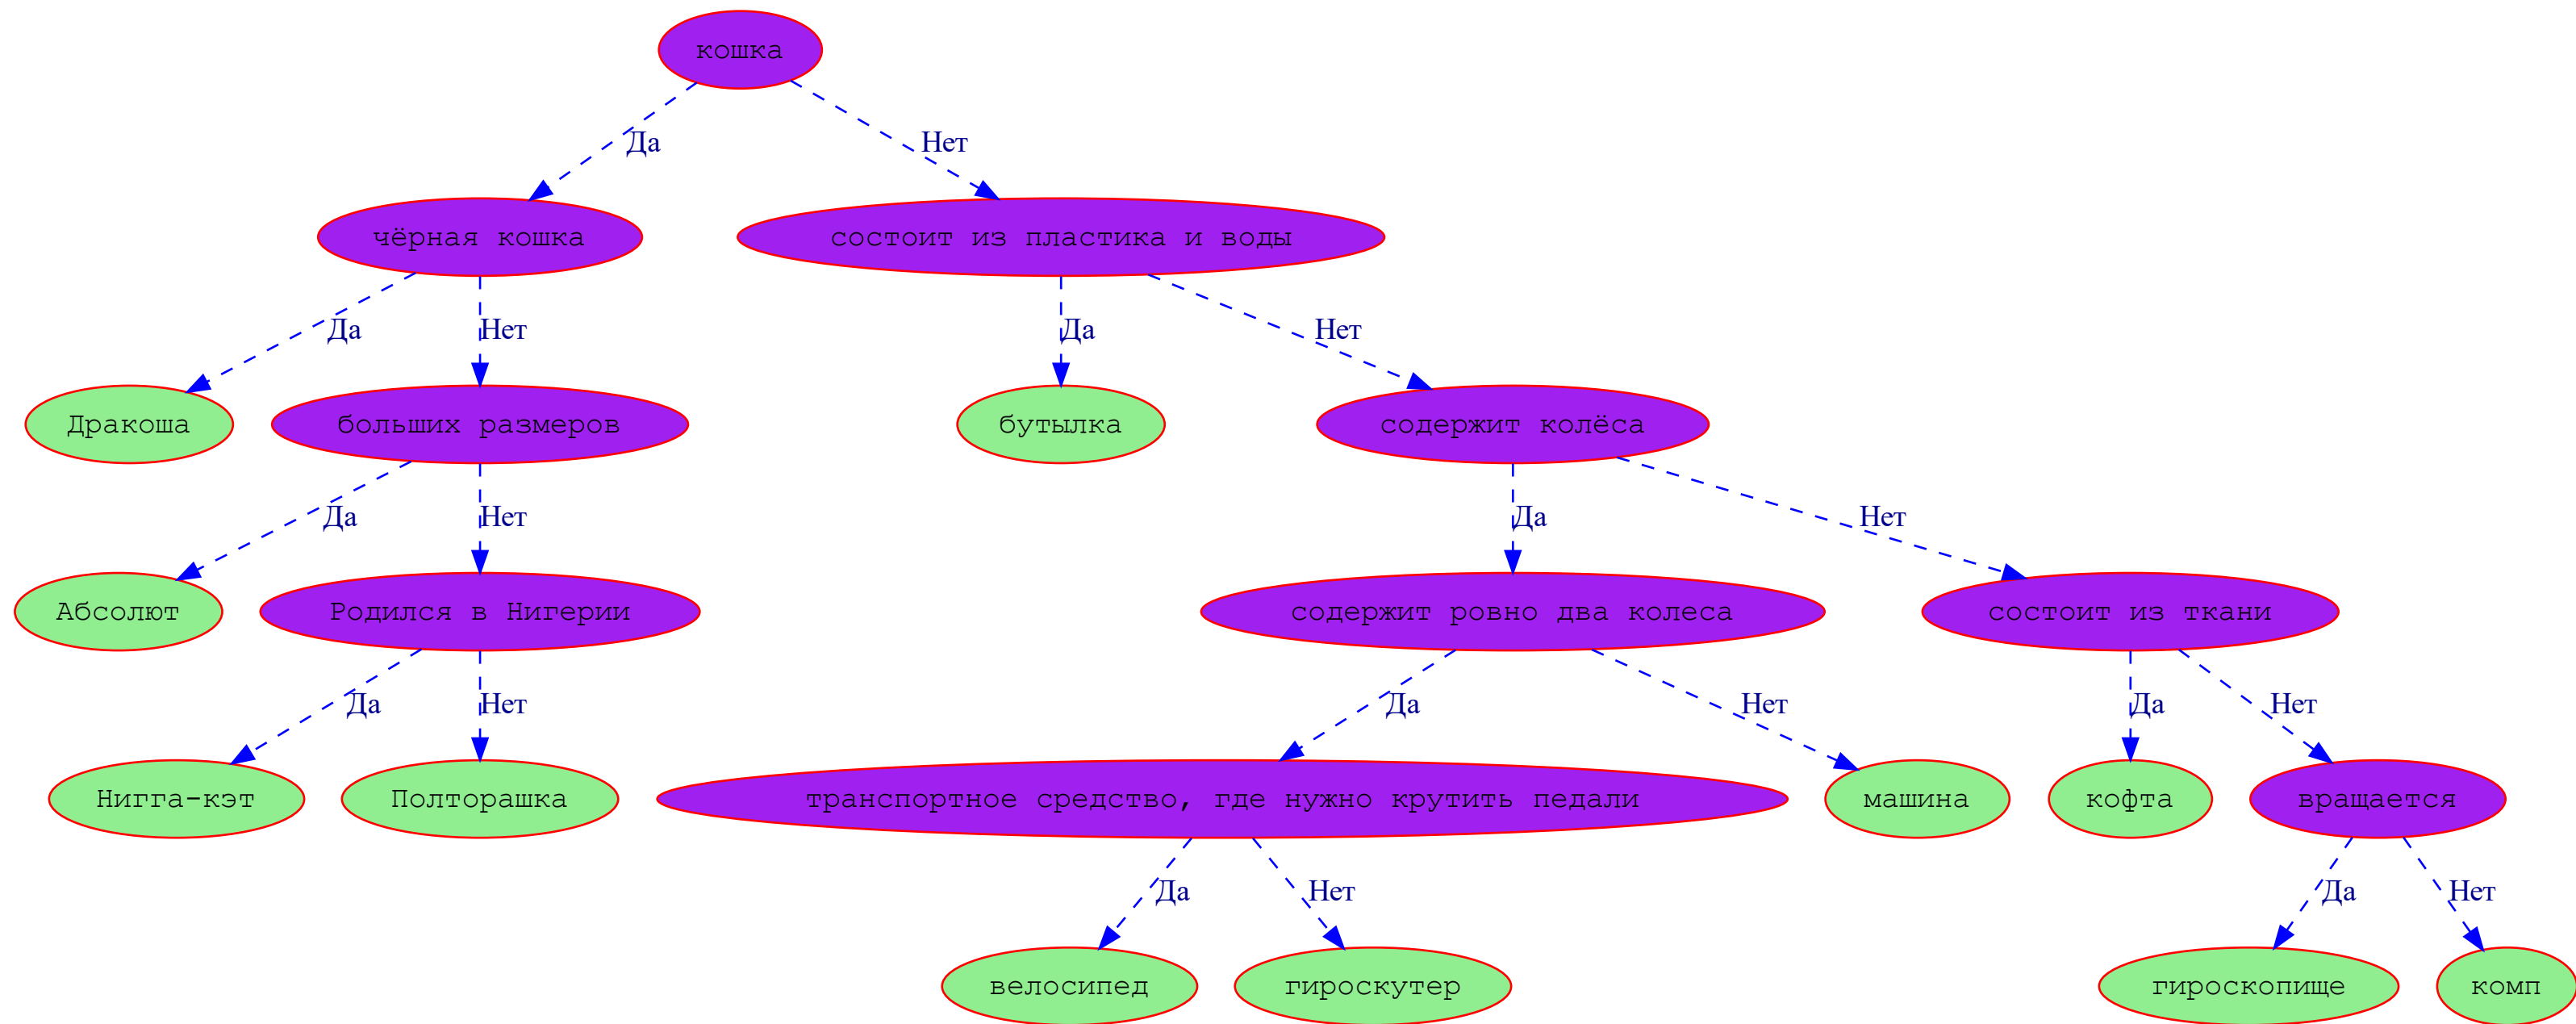 кошка
Да
Нет
чёрная кошка
состоит из пластика и воды
Да
Нет
Да
Нет
Дракоша
больших размеров
бутылка
содержит колёса
Да
Нет
Да
Нет
Абсолют
Родился в Нигерии
содержит ровно два колеса
состоит из ткани
Да
Нет
Да
Нет
Да
Нет
Нигга-кэт
Полторашка
транспортное средство, где нужно крутить педали
машина
кофта
вращается
Да
Нет
Да
Нет
велосипед
гироскутер
гироскопище
комп